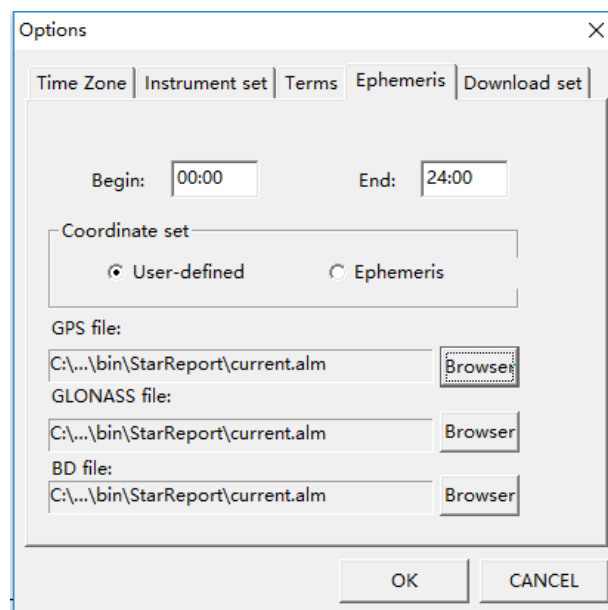 Options
Time Zone Instrument set Terms Ephemeris Download set
Begin: 00:00 End: 24:00
Coordinate set
User-defined Ephemeris
GPS file:
C:\...\bin\StarReport\current.alm Browser
GLONASS file:
C:\...\bin\StarReport\current.alm Browser
BD file:
C:\...\bin\StarReport\current.alm Browser
OK CANCEL